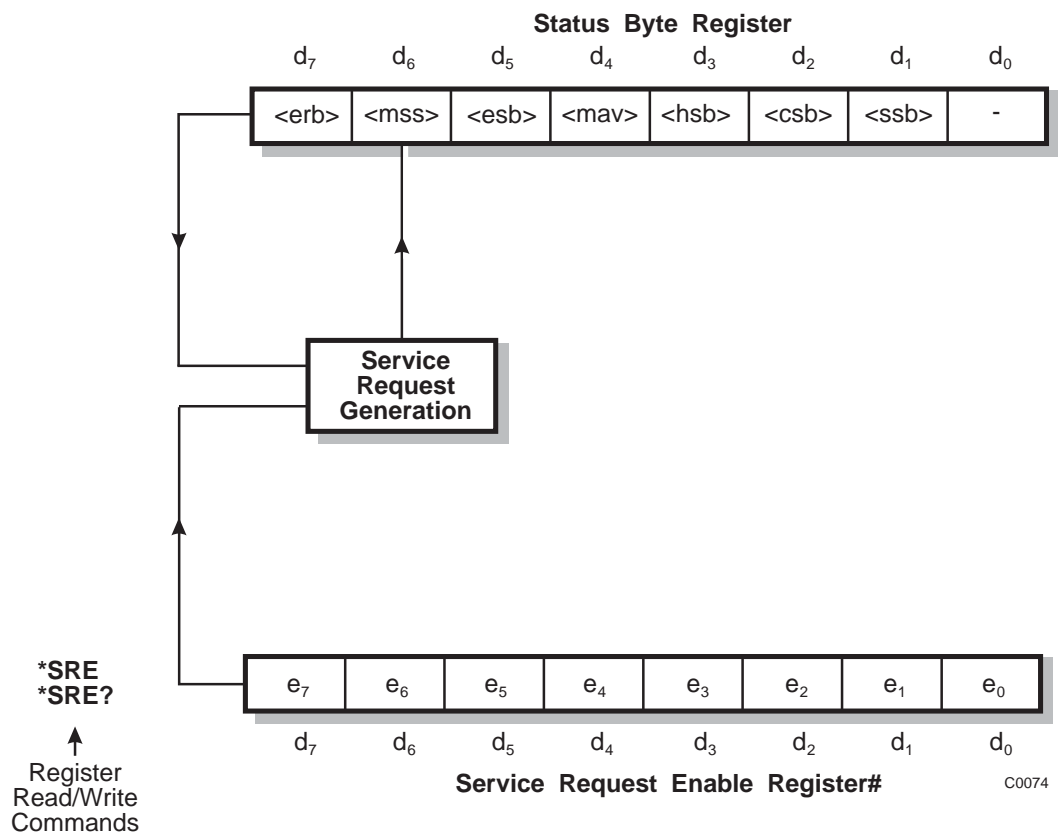 Status Byte Register
d7 d6 d5 d4 d3 d2 d1 d0
<erb> <mss> <esb> <mav> <hsb> <csb> <ssb> -
Service
Request
Generation
*SRE
*SRE?
Register
Read/Write
Commands
e7 e6 e5 e4 e3 e2 e1 e0
d7 d6 d5 d4 d3 d2 d1 d0
Service Request Enable Register#
C0074